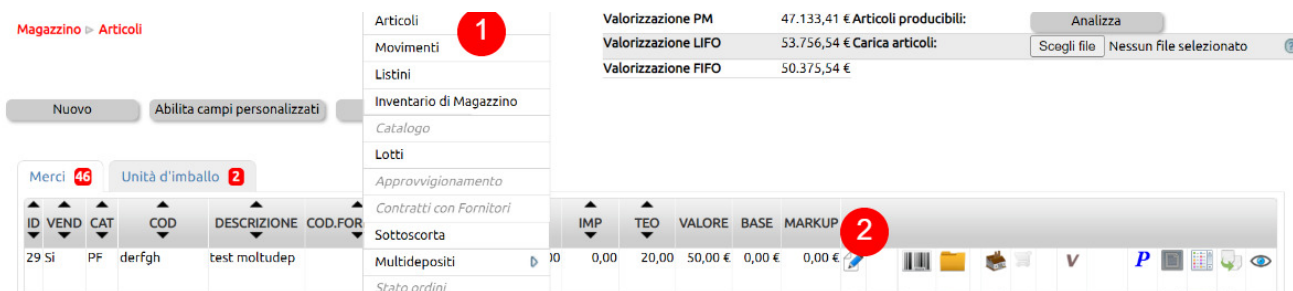 Magazzino ▷ Articoli
Articoli
Movimenti
Listini
Inventario di Magazzino
Catalogo
Lotti
Approvvigionamento
Contratti con Fornitori
Sottoscorta
Multidepositi
Stato ordini
1
Valorizzazione PM 47.133,41 € Articoli producibili: Analizza
Valorizzazione LIFO 53.756,54 € Carica articoli: Scegli file Nessun file selezionato
Valorizzazione FIFO 50.375,54 €
Nuovo Abilita campi personalizzati
Merci 46 Unità d'imballo 2
ID VEND CAT COD DESCRIZIONE COD.FOR IMP TEO VALORE BASE MARKUP 2
29 Si PF derfgh test moltudep 0,00 20,00 50,00 € 0,00 € 0,00 € V P